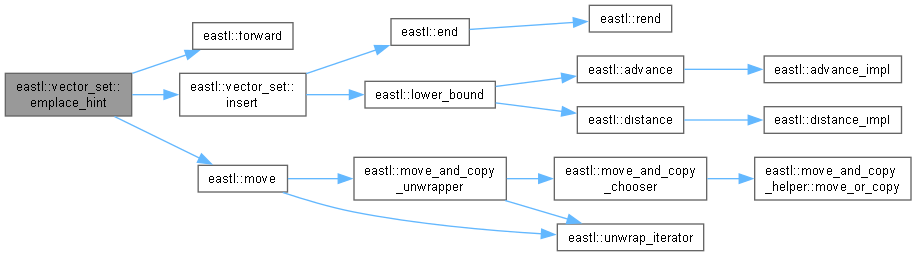 eastl::vector_set::
emplace_hint
eastl::forward
eastl::vector_set::
insert
eastl::end
eastl::rend
eastl::lower_bound
eastl::advance
eastl::advance_impl
eastl::distance
eastl::distance_impl
eastl::move
eastl::move_and_copy
_unwrapper
eastl::move_and_copy
_chooser
eastl::move_and_copy
_helper::move_or_copy
eastl::unwrap_iterator